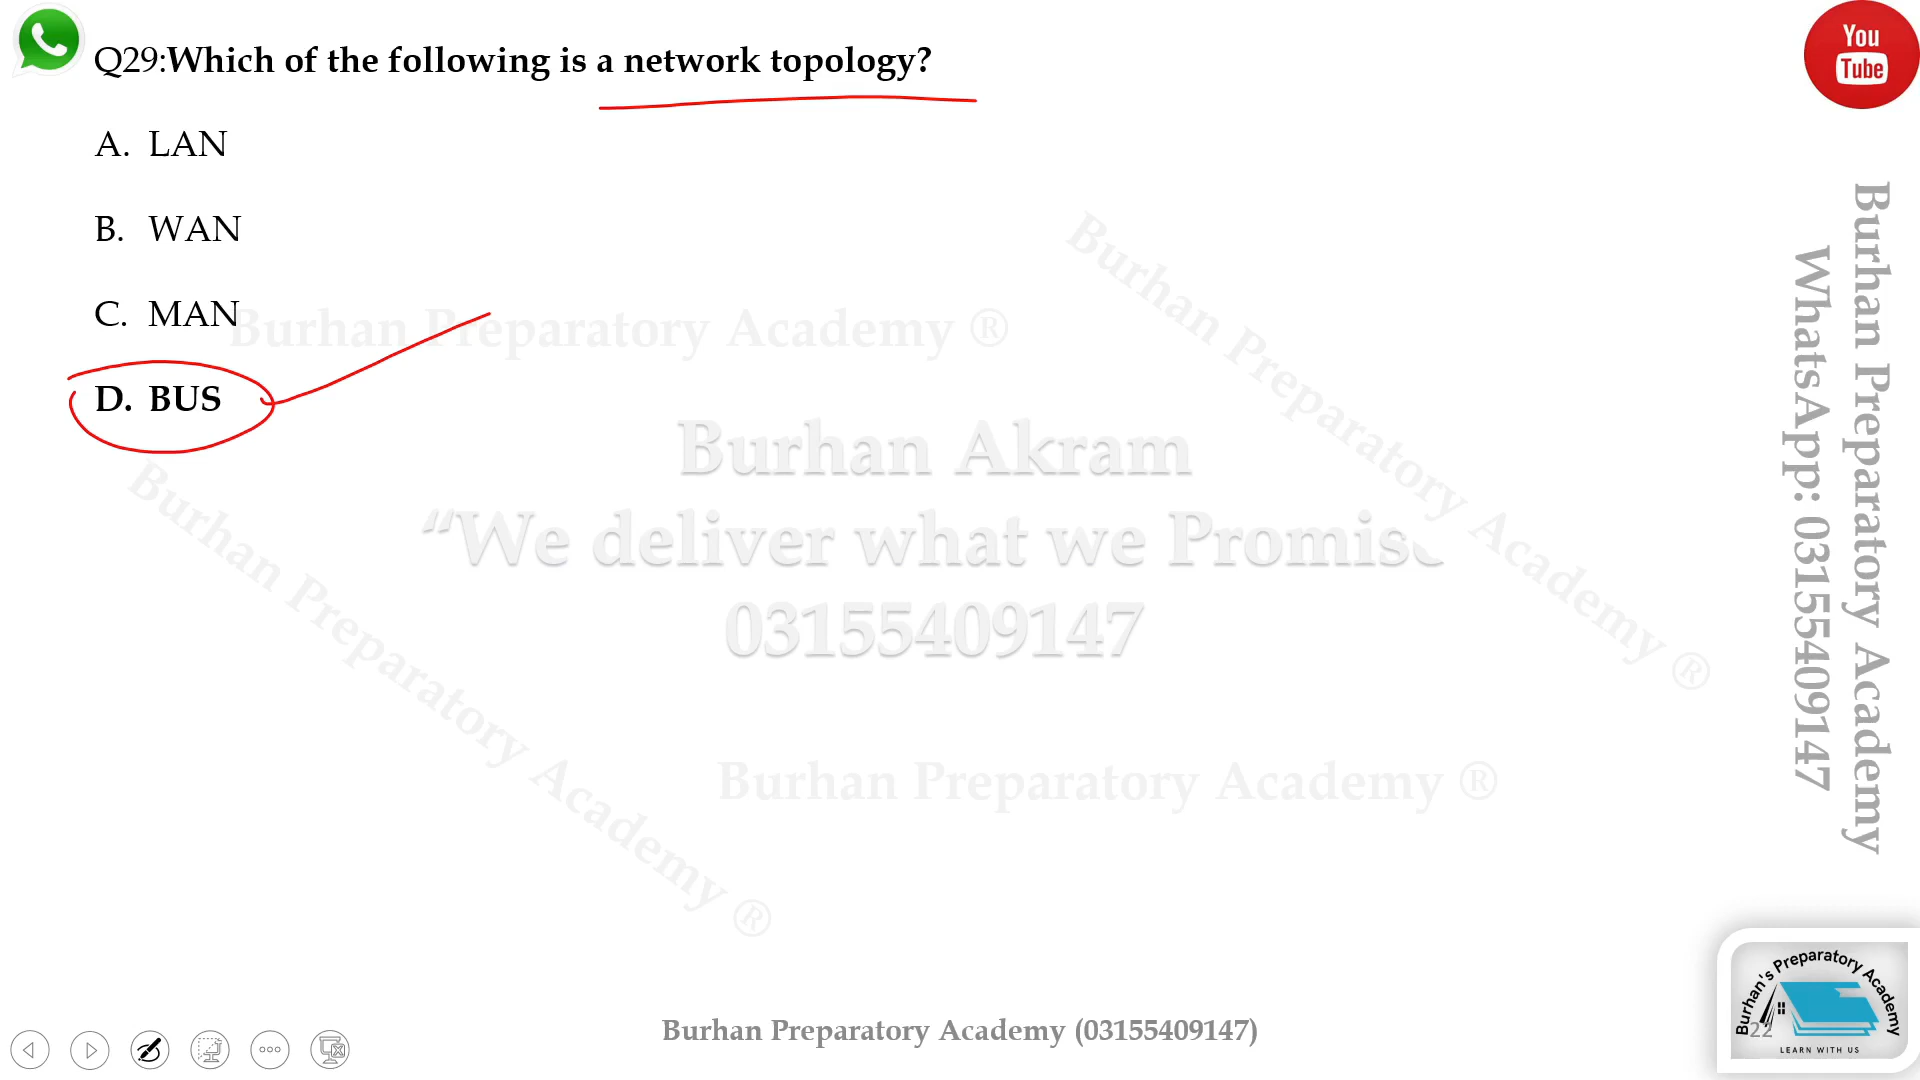 Q29:Which of the following is a network topology?
A. LAN
B. WAN
C. MAN
D. BUS
You
Tube
Burhan Preparatory Academy ®
Burhan Preparatory Academy ®
Burhan Akram
“We deliver what we Promise
03155409147
Burhan Preparatory Academy ®
Burhan Preparatory Academy ®
Burhan Preparatory Academy
WhatsApp: 03155409147
Burhan Preparatory Academy (03155409147)
Burhan's Preparatory Academy
22
LEARN WITH US